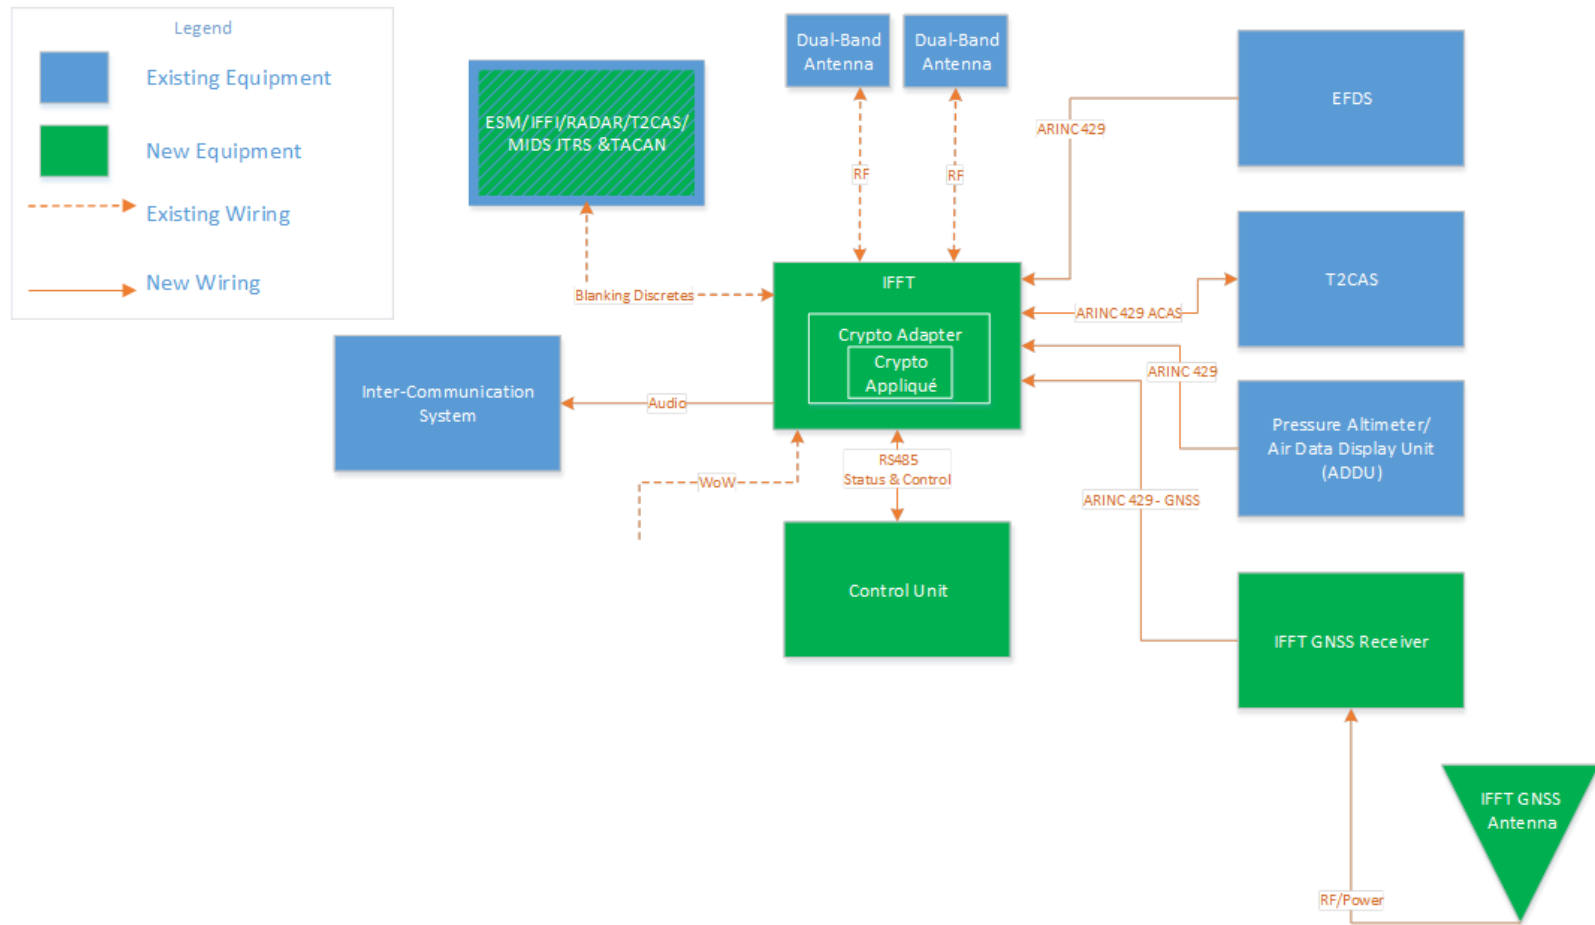 Legend
Existing Equipment
New Equipment
Existing Wiring
New Wiring
Dual-Band
Antenna
Dual-Band
Antenna
EFDS
ESM/IFFI/RADAR/T2CAS/
MIDS JTRS &TACAN
ARINC 429
RF
RF
T2CAS
IFFT
Blanking Discretes
ARINC 429 ACAS
Crypto Adapter
Crypto
Appliqué
ARINC 429
Inter-Communication
System
Audio
Pressure Altimeter/
Air Data Display Unit
(ADDU)
RS485
Status & Control
WoW
ARINC 429 - GNSS
Control Unit
IFFT GNSS Receiver
IFFT GNSS
Antenna
RF/Power